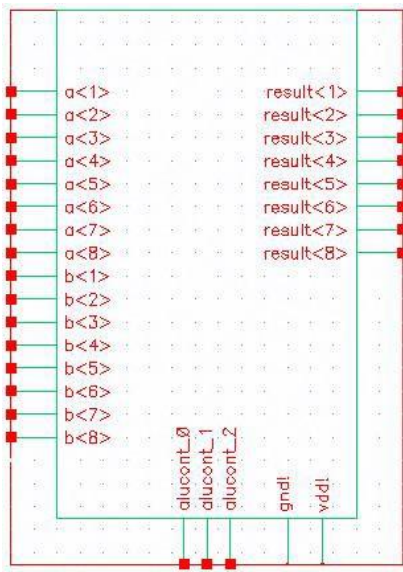 a<1>
a<2>
a<3>
a<4>
a<5>
a<6>
a<7>
a<8>
b<1>
b<2>
b<3>
b<4>
b<5>
b<6>
b<7>
b<8>
result<1>
result<2>
result<3>
result<4>
result<5>
result<6>
result<7>
result<8>
alucont_0
alucont_1
alucont_2
gnd!
vdd!